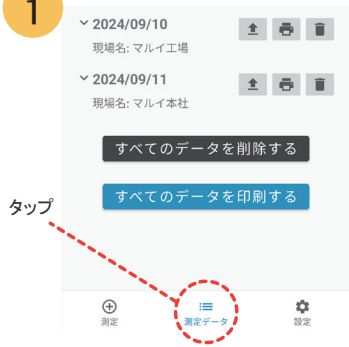 1
2024/09/10
現場名: マルイ工場
2024/09/11
現場名: マルイ本社
すべてのデータを削除する
すべてのデータを印刷する
タップ
測定
測定データ
設定